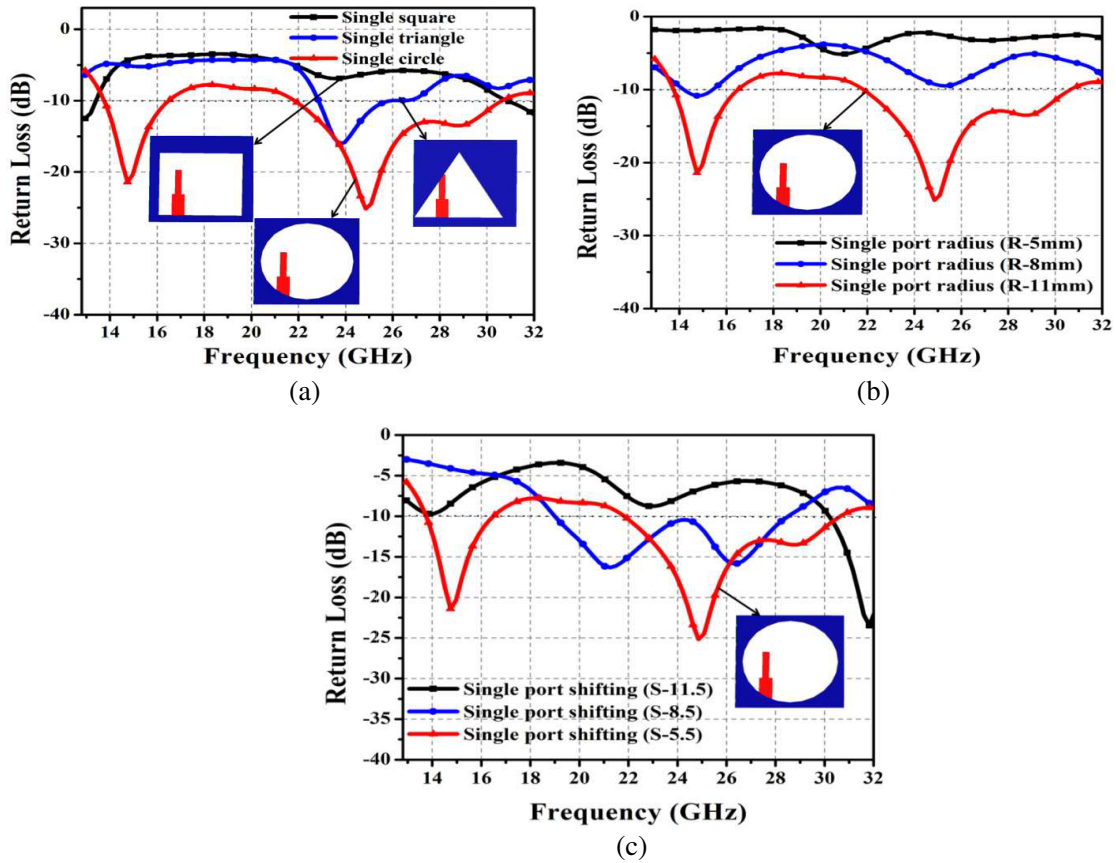 0
-10
-20
-30
-40
Return Loss (dB)
Single square
Single triangle
Single circle
14 16 18 20 22 24 26 28 30 32
Frequency (GHz)
(a)
0
-10
-20
-30
-40
Return Loss (dB)
Single port radius (R-5mm)
Single port radius (R-8mm)
Single port radius (R-11mm)
14 16 18 20 22 24 26 28 30 32
Frequency (GHz)
(b)
0
-5
-10
-15
-20
-25
-30
-35
-40
Return Loss (dB)
Single port shifting (S-11.5)
Single port shifting (S-8.5)
Single port shifting (S-5.5)
14 16 18 20 22 24 26 28 30 32
Frequency (GHz)
(c)